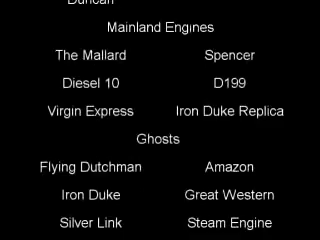 Duncan
Mainland Engines
The Mallard Spencer
Diesel 10 D199
Virgin Express Iron Duke Replica
Ghosts
Flying Dutchman Amazon
Iron Duke Great Western
Silver Link Steam Engine